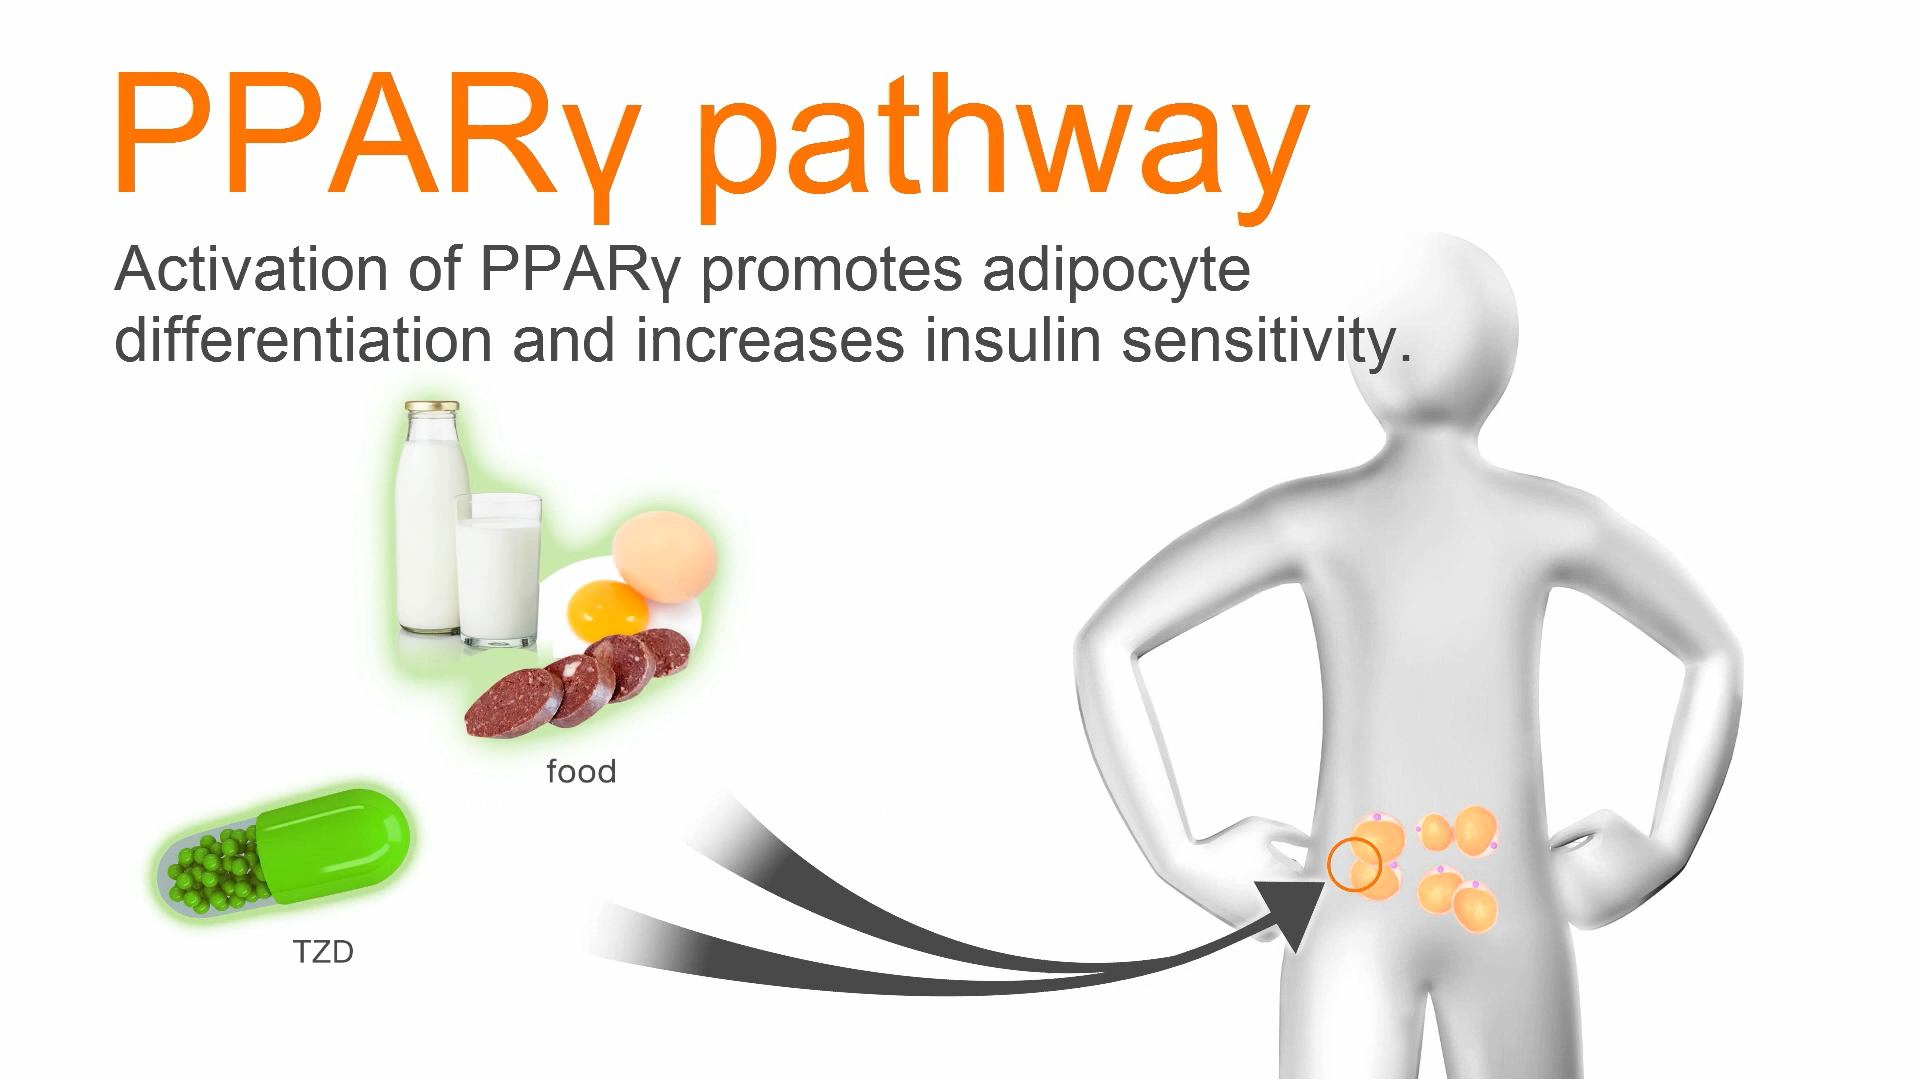 PPARγ pathway
Activation of PPARγ promotes adipocyte
differentiation and increases insulin sensitivity.
food
TZD